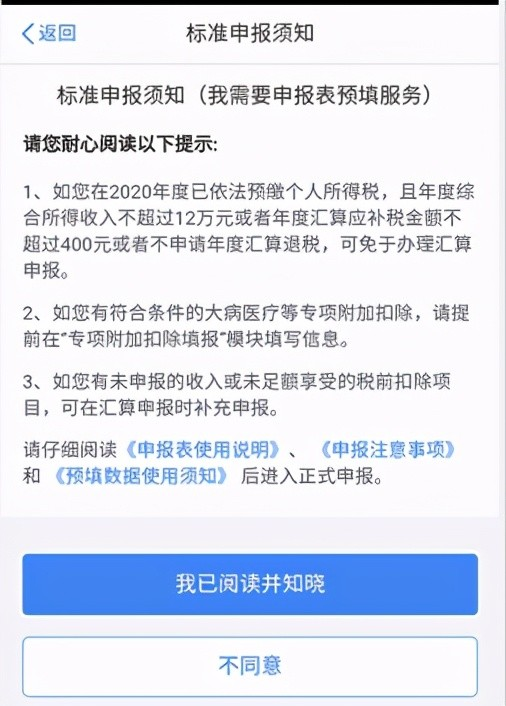 返回
标准申报须知
标准申报须知（我需要申报表预填服务）
请您耐心阅读以下提示:
1、如您在2020年度已依法预缴个人所得税，且年度综
合所得收入不超过12万元或者年度汇算应补税金额不
超过400元或者不申请年度汇算退税，可免于办理汇算
申报。
2、如您有符合条件的大病医疗等专项附加扣除，请提
前在“专项附加扣除填报”模块填写信息。
3、如您有未申报的收入或未足额享受的税前扣除项
目，可在汇算申报时补充申报。
请仔细阅读《申报表使用说明》、《申报注意事项》
和《预填数据使用须知》后进入正式申报。
我已阅读并知晓
不同意